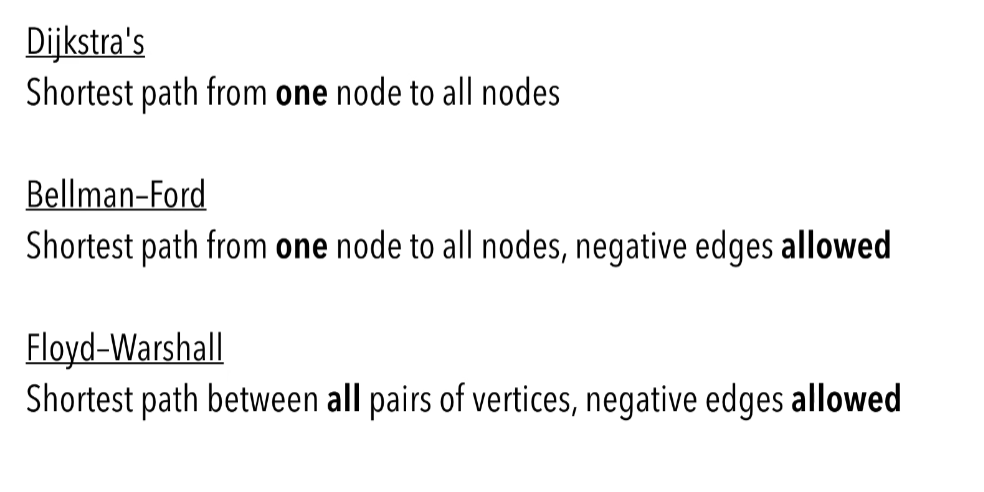 Dijkstra's
Shortest path from one node to all nodes
Bellman–Ford
Shortest path from one node to all nodes, negative edges allowed
Floyd–Warshall
Shortest path between all pairs of vertices, negative edges allowed